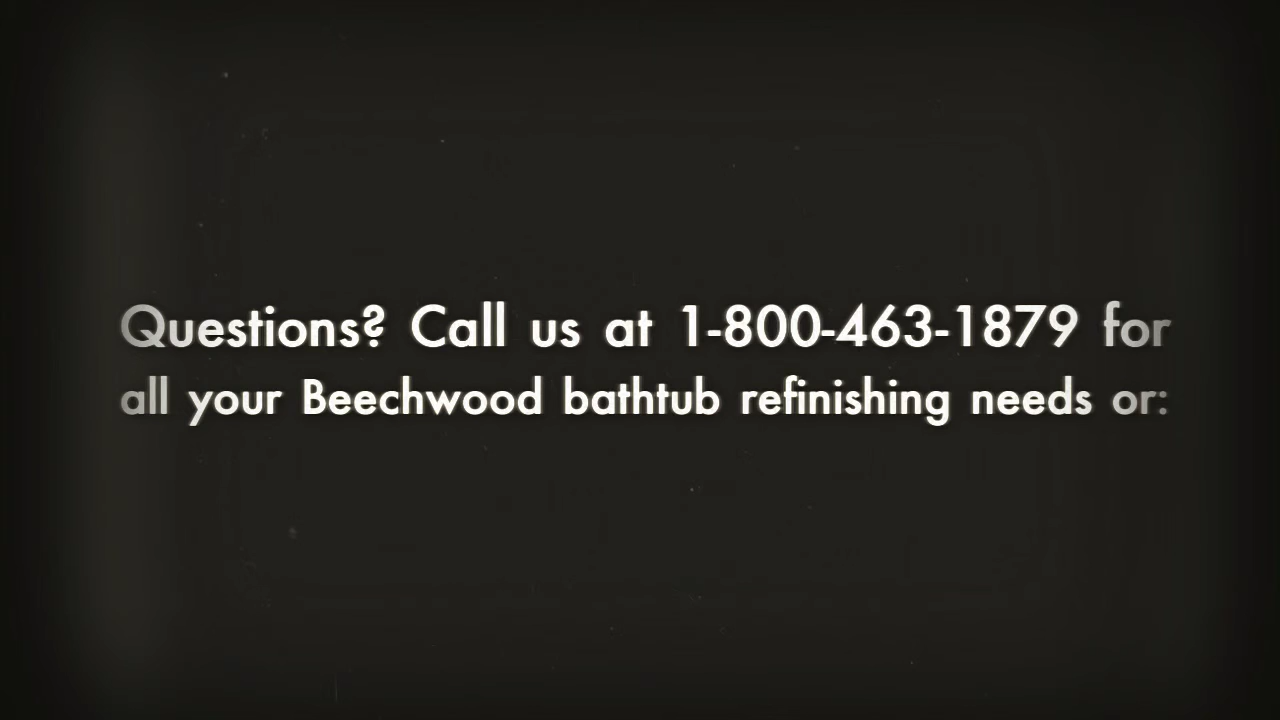 Questions? Call us at 1-800-463-1879 for
all your Beechwood bathtub refinishing needs or: